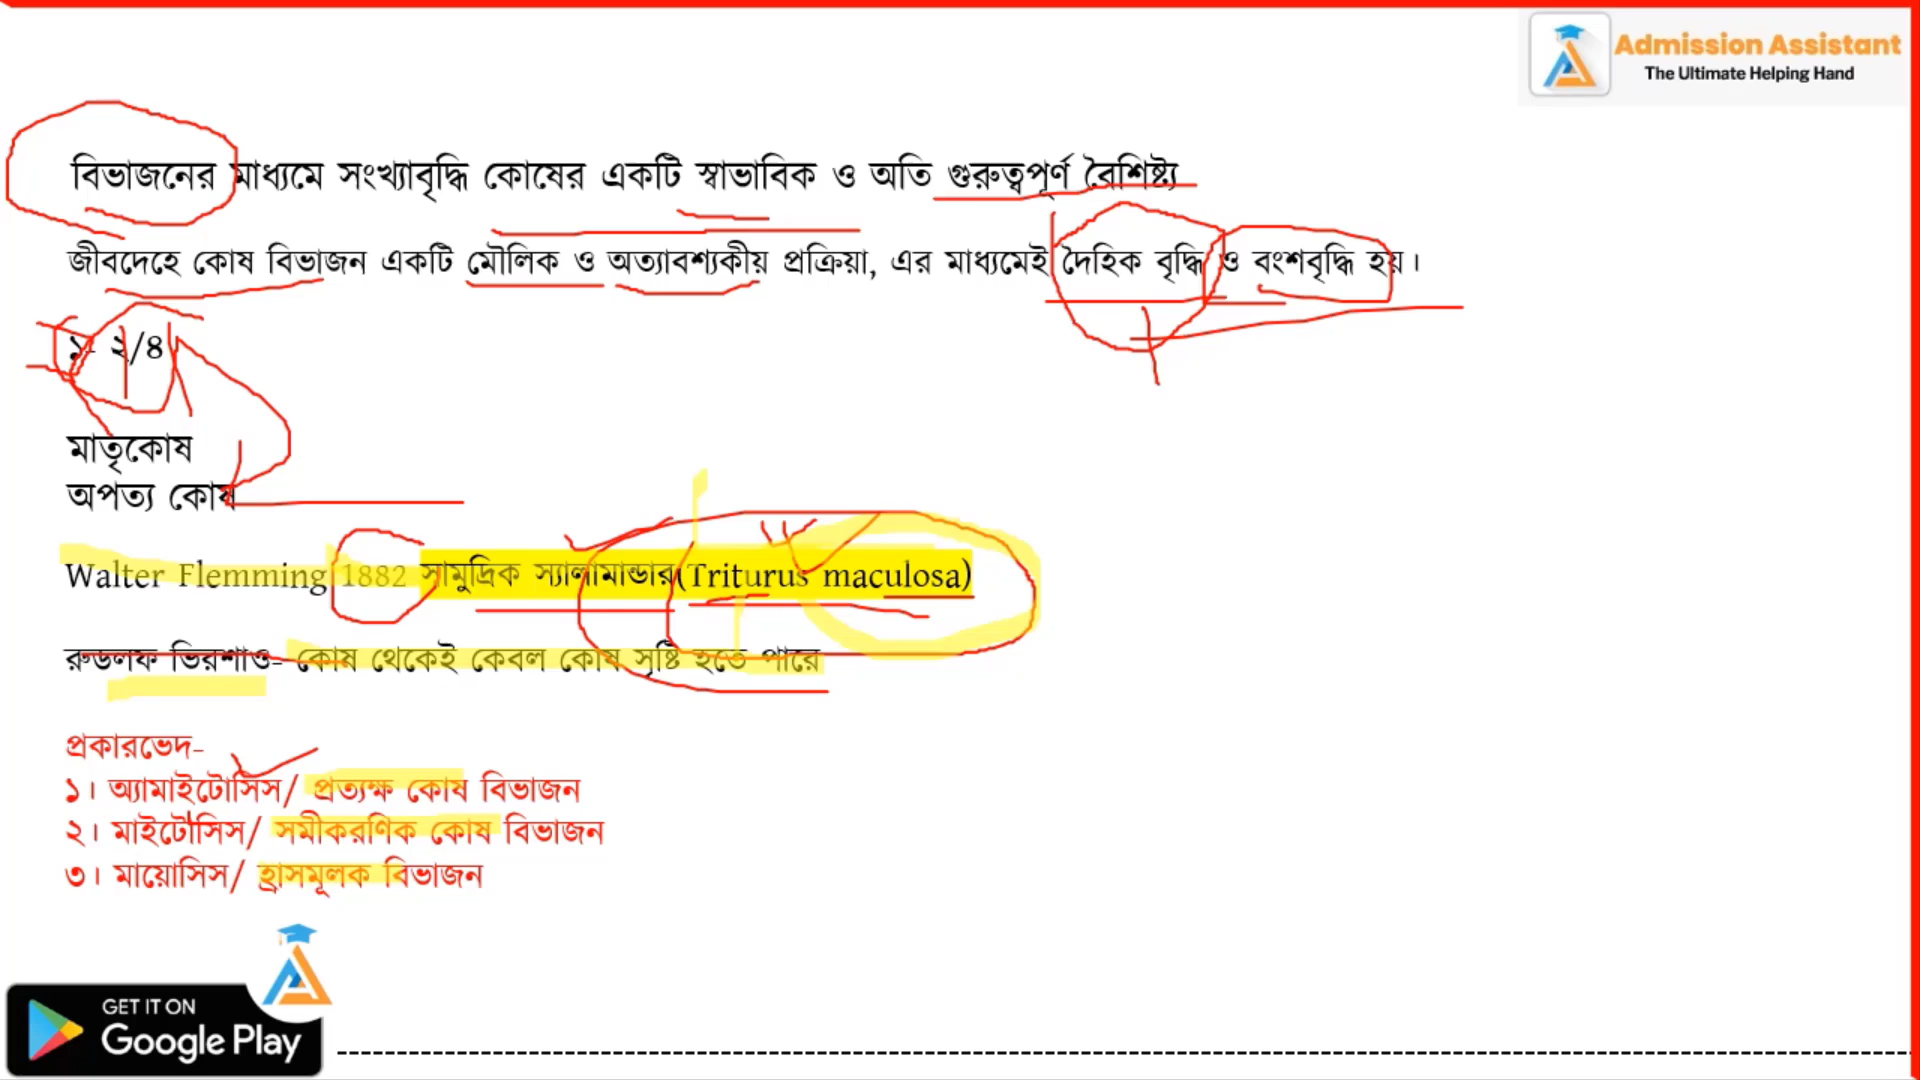 Admission Assistant
The Ultimate Helping Hand
বিভাজনের মাধ্যমে সংখ্যাবৃদ্ধি কোষের একটি স্বাভাবিক ও অতি গুরুত্বপূর্ণ বৈশিষ্ট্য
জীবদেহে কোষ বিভাজন একটি মৌলিক ও অত্যাবশ্যকীয় প্রক্রিয়া, এর মাধ্যমেই দৈহিক বৃদ্ধি ও বংশবৃদ্ধি হয়।
১- ২/৪
মাতৃকোষ
অপত্য কোষ
Walter Flemming 1882 সামুদ্রিক স্যালামান্ডার(Triturus maculosa)
রুডলফ ভিরশাও- কোষ থেকেই কেবল কোষ সৃষ্টি হতে পারে
প্রকারভেদ-
১। অ্যামাইটোসিস/ প্রত্যক্ষ কোষ বিভাজন
২। মাইটোসিস/ সমীকরণিক কোষ বিভাজন
৩। মায়োসিস/ হ্রাসমূলক বিভাজন
GET IT ON
Google Play